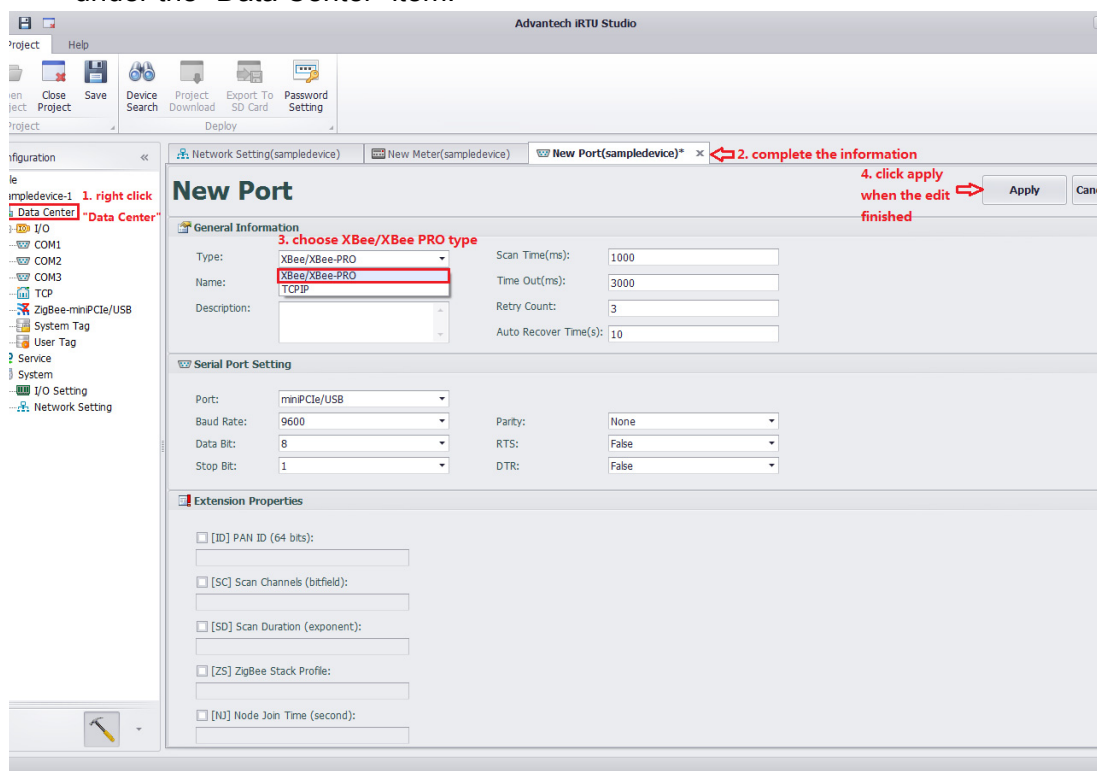 under the "Data Center" item.
Advantech iRTU Studio
Project Help
en Close Save Device Project Export To Password
ject Project Search Download SD Card Setting
Project Deploy
nfiguration «
Network Setting(sampledevice) New Meter(sampledevice) New Port(sampledevice)* × 2. complete the information
le
ampledevice-1 1. right click
"Data Center"
Data Center
I/O
COM1
COM2
COM3
TCP
ZigBee-miniPCIe/USB
System Tag
User Tag
Service
System
I/O Setting
Network Setting
New Port
4. click apply
when the edit
finished
Apply Canc
General Information
3. choose XBee/XBee PRO type
Type: XBee/XBee-PRO Scan Time(ms): 1000
XBee/XBee-PRO
TCPIP
Name: Time Out(ms): 3000
Description: Retry Count: 3
Auto Recover Time(s): 10
Serial Port Setting
Port: miniPCIe/USB
Baud Rate: 9600 Parity: None
Data Bit: 8 RTS: False
Stop Bit: 1 DTR: False
Extension Properties
[ID] PAN ID (64 bits):
[SC] Scan Channels (bitfield):
[SD] Scan Duration (exponent):
[ZS] ZigBee Stack Profile:
[NJ] Node Join Time (second):